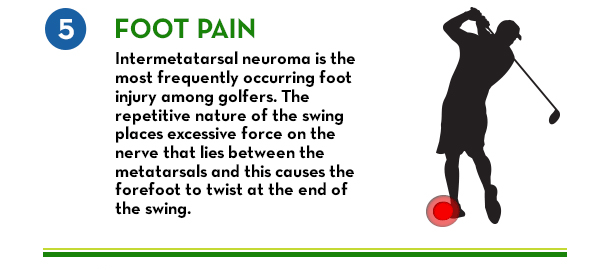 5 FOOT PAIN
Intermetatarsal neuroma is the
most frequently occurring foot
injury among golfers. The
repetitive nature of the swing
places excessive force on the
nerve that lies between the
metatarsals and this causes the
forefoot to twist at the end of
the swing.